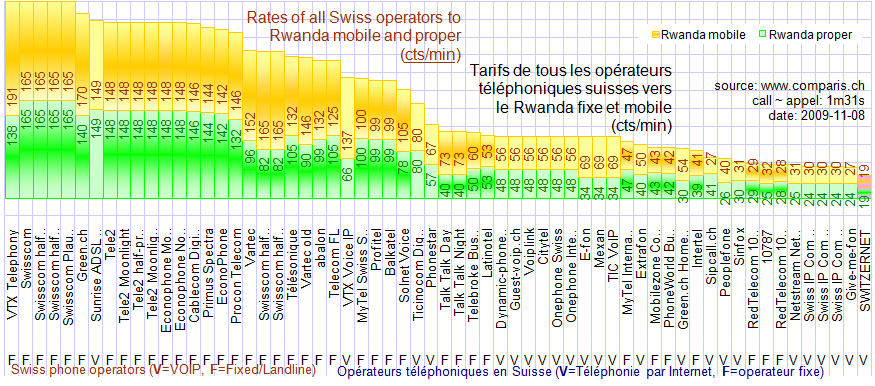 Rates of all Swiss operators to
Rwanda mobile and proper
(cts/min)
Rwanda mobile
Rwanda proper
Tarifs de tous les opérateurs
téléphoniques suisses vers
le Rwanda fixe et mobile
(cts/min)
source: www.comparis.ch
call ~ appel: 1m31s
date: 2009-11-08
191 165 165 165 165 170 149 148 148 148 148 148 146 144 142 146 152 165 165 132 146 132 125 137 100 99 99 105 80 67 73 73 60 53 56 56 56 56 56 56 69 69 69 47 50 43 42 54 41 27 40 31 29 32 28 31 30 30 30 27 19
138 165 165 165 165 140 149 148 148 148 148 148 146 144 142 132 96 82 82 105 90 99 105 66 100 99 99 78 80 57 40 40 50 53 48 48 48 48 48 48 34 34 34 47 40 43 42 30 39 41 26 30 29 25 28 25 24 24 24 24 19
VTX Telephony
Swisscom
Swisscom half...
Swisscom half...
Swisscom Plau...
Green.ch
Sunrise ADSL ...
Tele2
Tele2 Moonlight
Tele2 half-pr...
Tele2 Moonlig...
Econophone Mo...
Econophone No...
Cablecom Digi...
Primus Spectra
EconoPhone
Procon Telecom
Vartec
Swisscom half...
Swisscom half...
Télésonique
Vartec old
Abalon
Telecom FL
VTX Voice IP
MyTel Swiss S...
Profitel
Balkatel
Solnet Voice
Ticinocom Dig...
Phonestar
Talk Talk Day
Talk Talk Night
Telebroke Bus...
Latinotel
Dynamic-phone...
Guest-voip.ch
Voiplink
Citytel
Onephone Swiss
Onephone Inte...
E-fon
Mexan
TIC VoIP
MyTel Interna...
Extrafon
Mobilezone Co...
PhoneWorld Bu...
Green.ch Home...
Intertel
Sipcall.ch
Peoplefone
Sinfox
RedTelecom 10...
10787
RedTelecom 10...
Netstream Net...
Swiss IP Com ...
Swiss IP Com ...
Swiss IP Com ...
Give-me-fon
SWITZERNET
Swiss phone operators (V=VOIP, F=Fixed/Landline)
Opérateurs téléphoniques en Suisse (V=Téléphonie par Internet, F=operateur fixe)